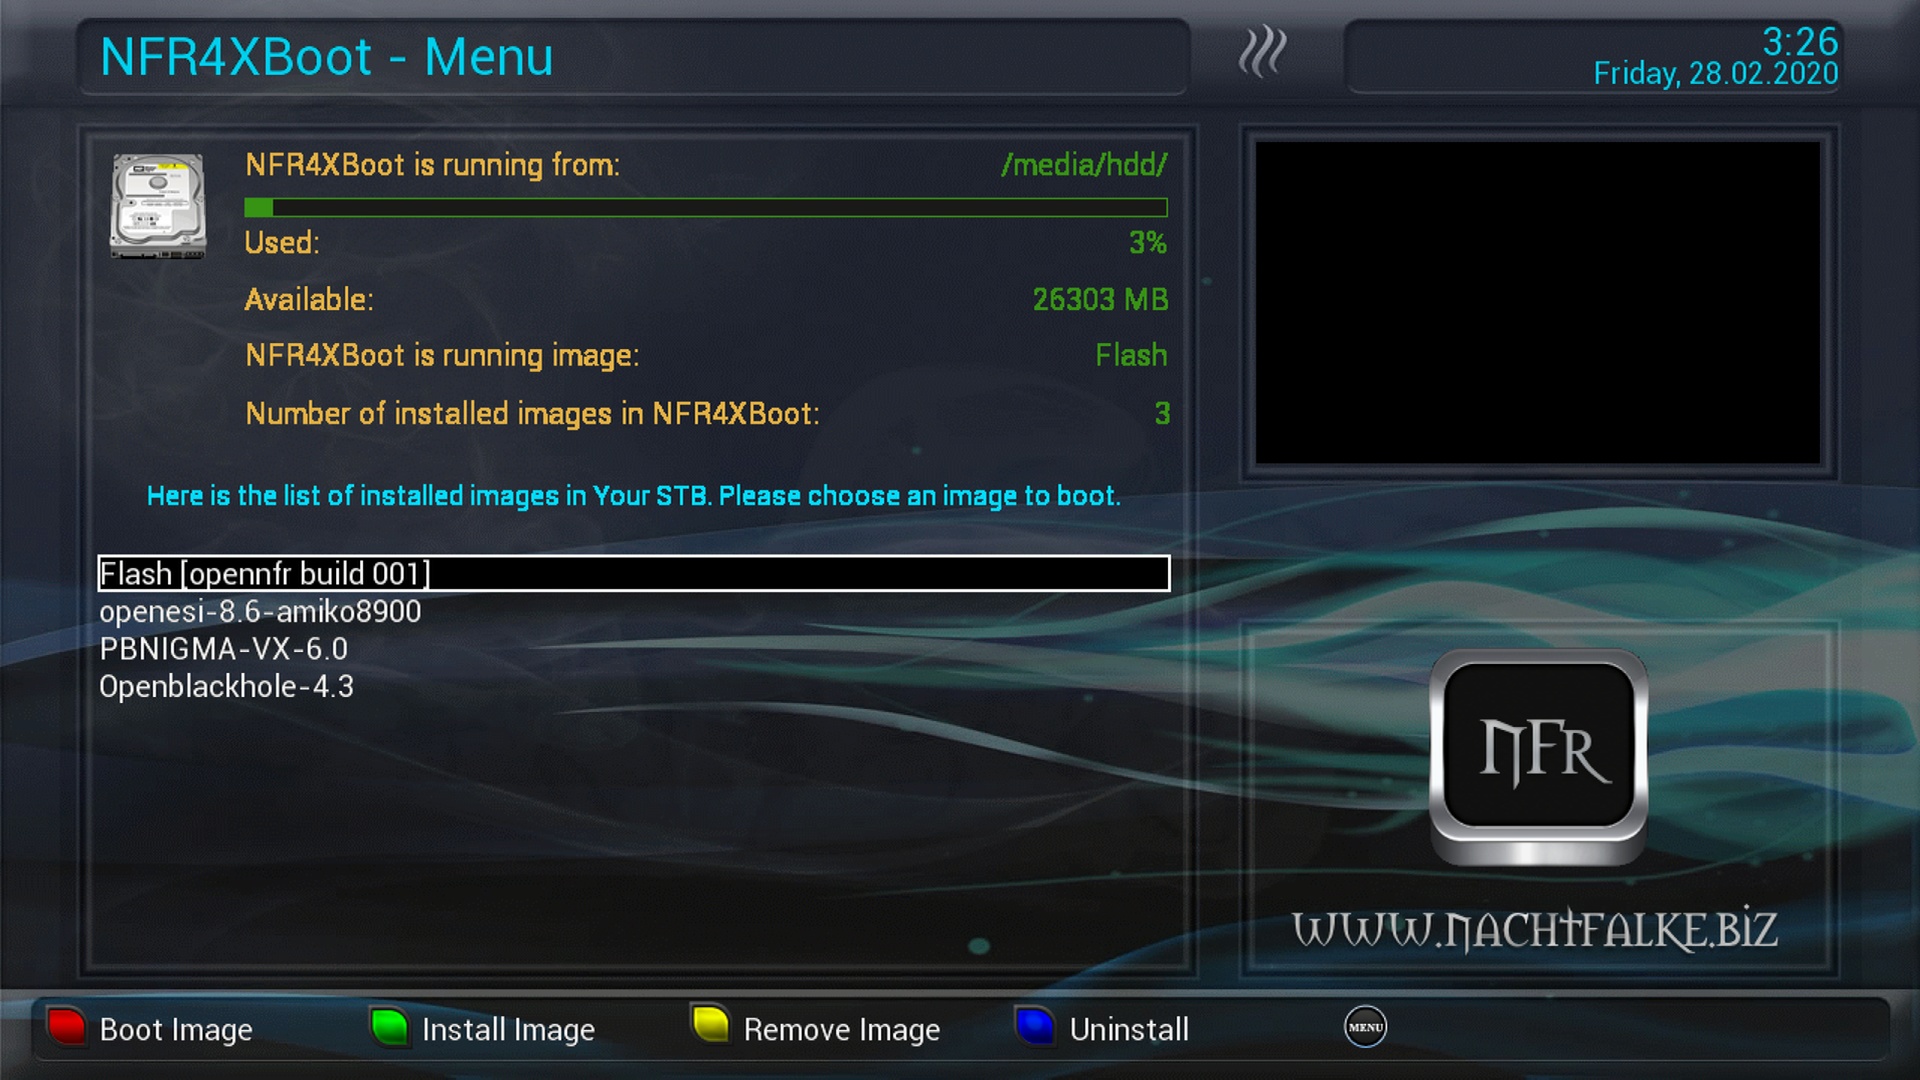 NFR4XBoot - Menu
3:26
Friday, 28.02.2020
NFR4XBoot is running from: /media/hdd/
Used: 3%
Available: 26303 MB
NFR4XBoot is running image: Flash
Number of installed images in NFR4XBoot: 3
Here is the list of installed images in Your STB. Please choose an image to boot.
Flash [opennfr build 001]
openesi-8.6-amiko8900
PBNIGMA-VX-6.0
Openblackhole-4.3
NFR
WWW.NACHTFALKE.BIZ
Boot Image
Install Image
Remove Image
Uninstall
MENU